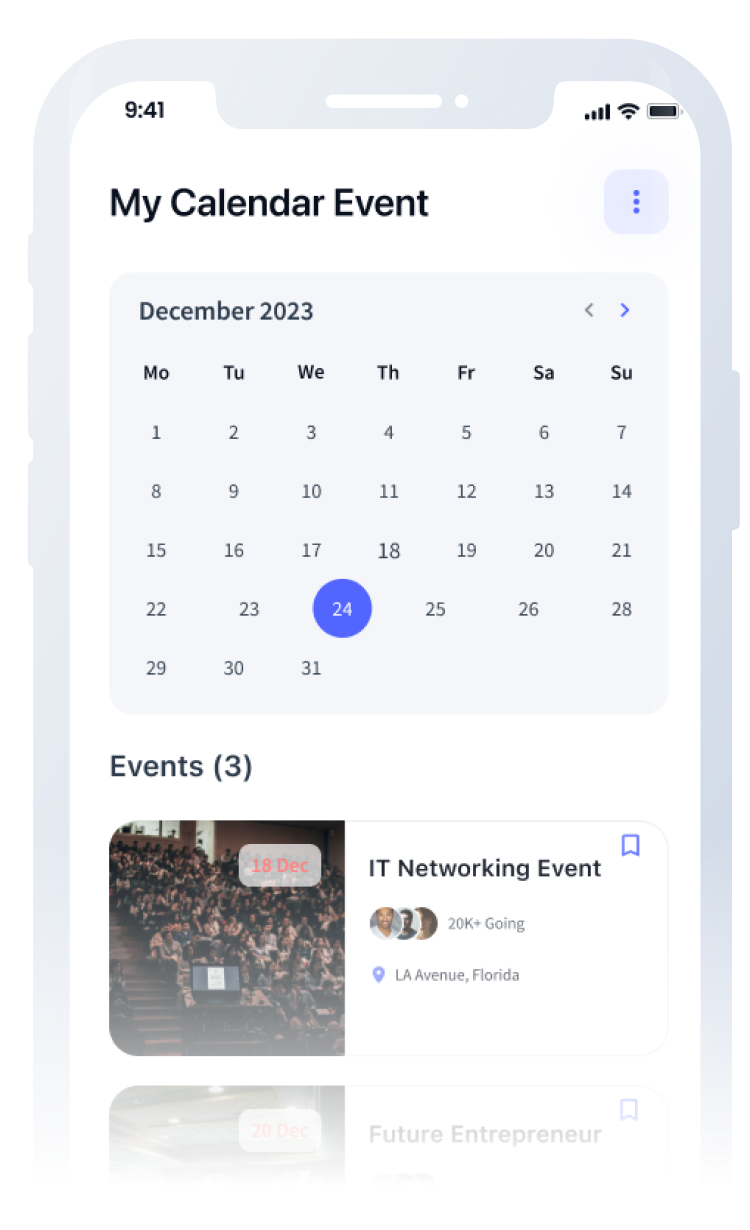 9:41
My Calendar Event
December 2023
Mo Tu We Th Fr Sa Su
1 2 3 4 5 6 7
8 9 10 11 12 13 14
15 16 17 18 19 20 21
22 23 24 25 26 28
29 30 31
Events (3)
18 Dec
IT Networking Event
20K+ Going
LA Avenue, Florida
20 Dec
Future Entrepreneur